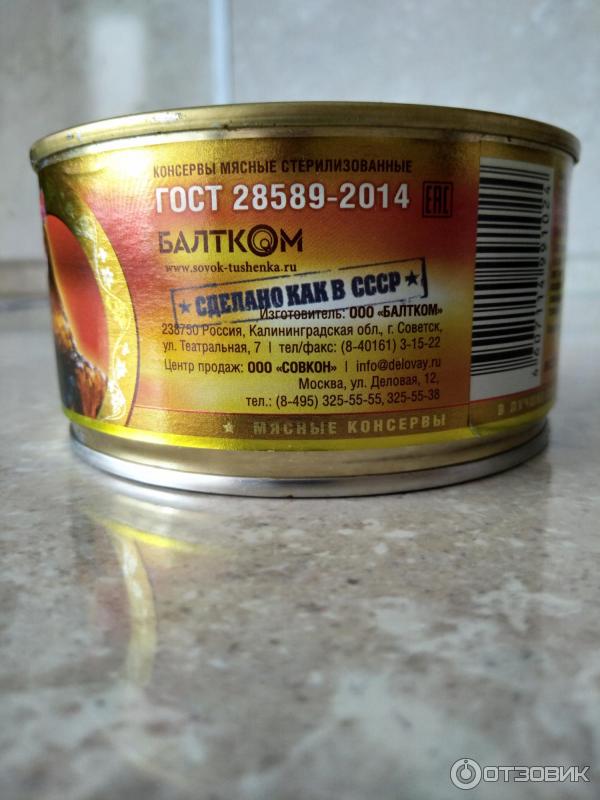 КОНСЕРВЫ МЯСНЫЕ СТЕРИЛИЗОВАННЫЕ
ГОСТ 28589-2014 ЕАС
БАЛТКОМ
www.sovok-tushenka.ru
★ СДЕЛАНО КАК В СССР ★
Изготовитель: ООО «БАЛТКОМ»
238750 Россия, Калининградская обл., г. Советск,
ул. Театральная, 7 | тел/факс: (8-40161) 3-15-22
Центр продаж: ООО «СОВКОН» | info@delovay.ru
Москва, ул. Деловая, 12,
тел.: (8-495) 325-55-55, 325-55-38
★ МЯСНЫЕ КОНСЕРВЫ
4607114991024
ОТЗОВИК